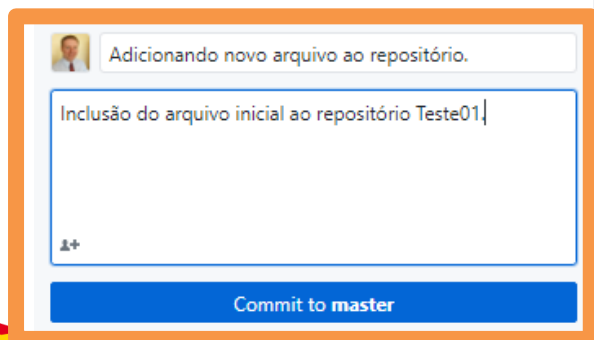 Adicionando novo arquivo ao repositório.
Inclusão do arquivo inicial ao repositório Teste01.
Commit to master